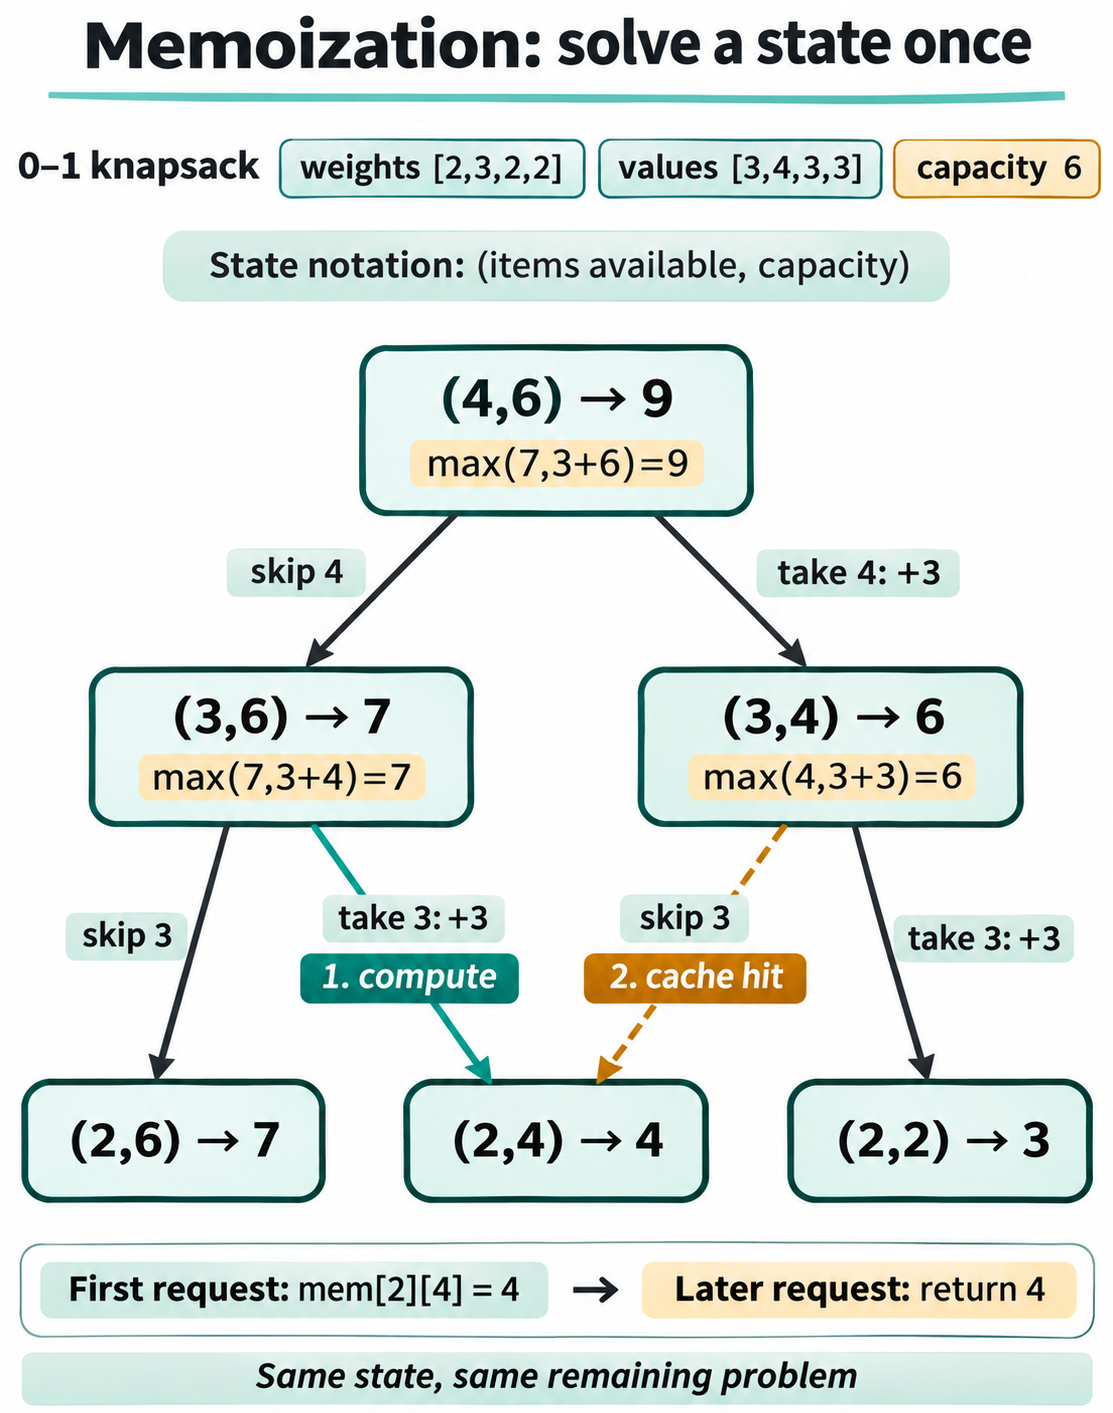 Memoization: solve a state once
0–1 knapsack weights [2,3,2,2] values [3,4,3,3] capacity 6
State notation: (items available, capacity)
(4,6) → 9
max(7,3+6)=9
skip 4
take 4: +3
(3,6) → 7
max(7,3+4)=7
(3,4) → 6
max(4,3+3)=6
skip 3
take 3: +3
1. compute
skip 3
2. cache hit
take 3: +3
(2,6) → 7
(2,4) → 4
(2,2) → 3
First request: mem[2][4] = 4 → Later request: return 4
Same state, same remaining problem